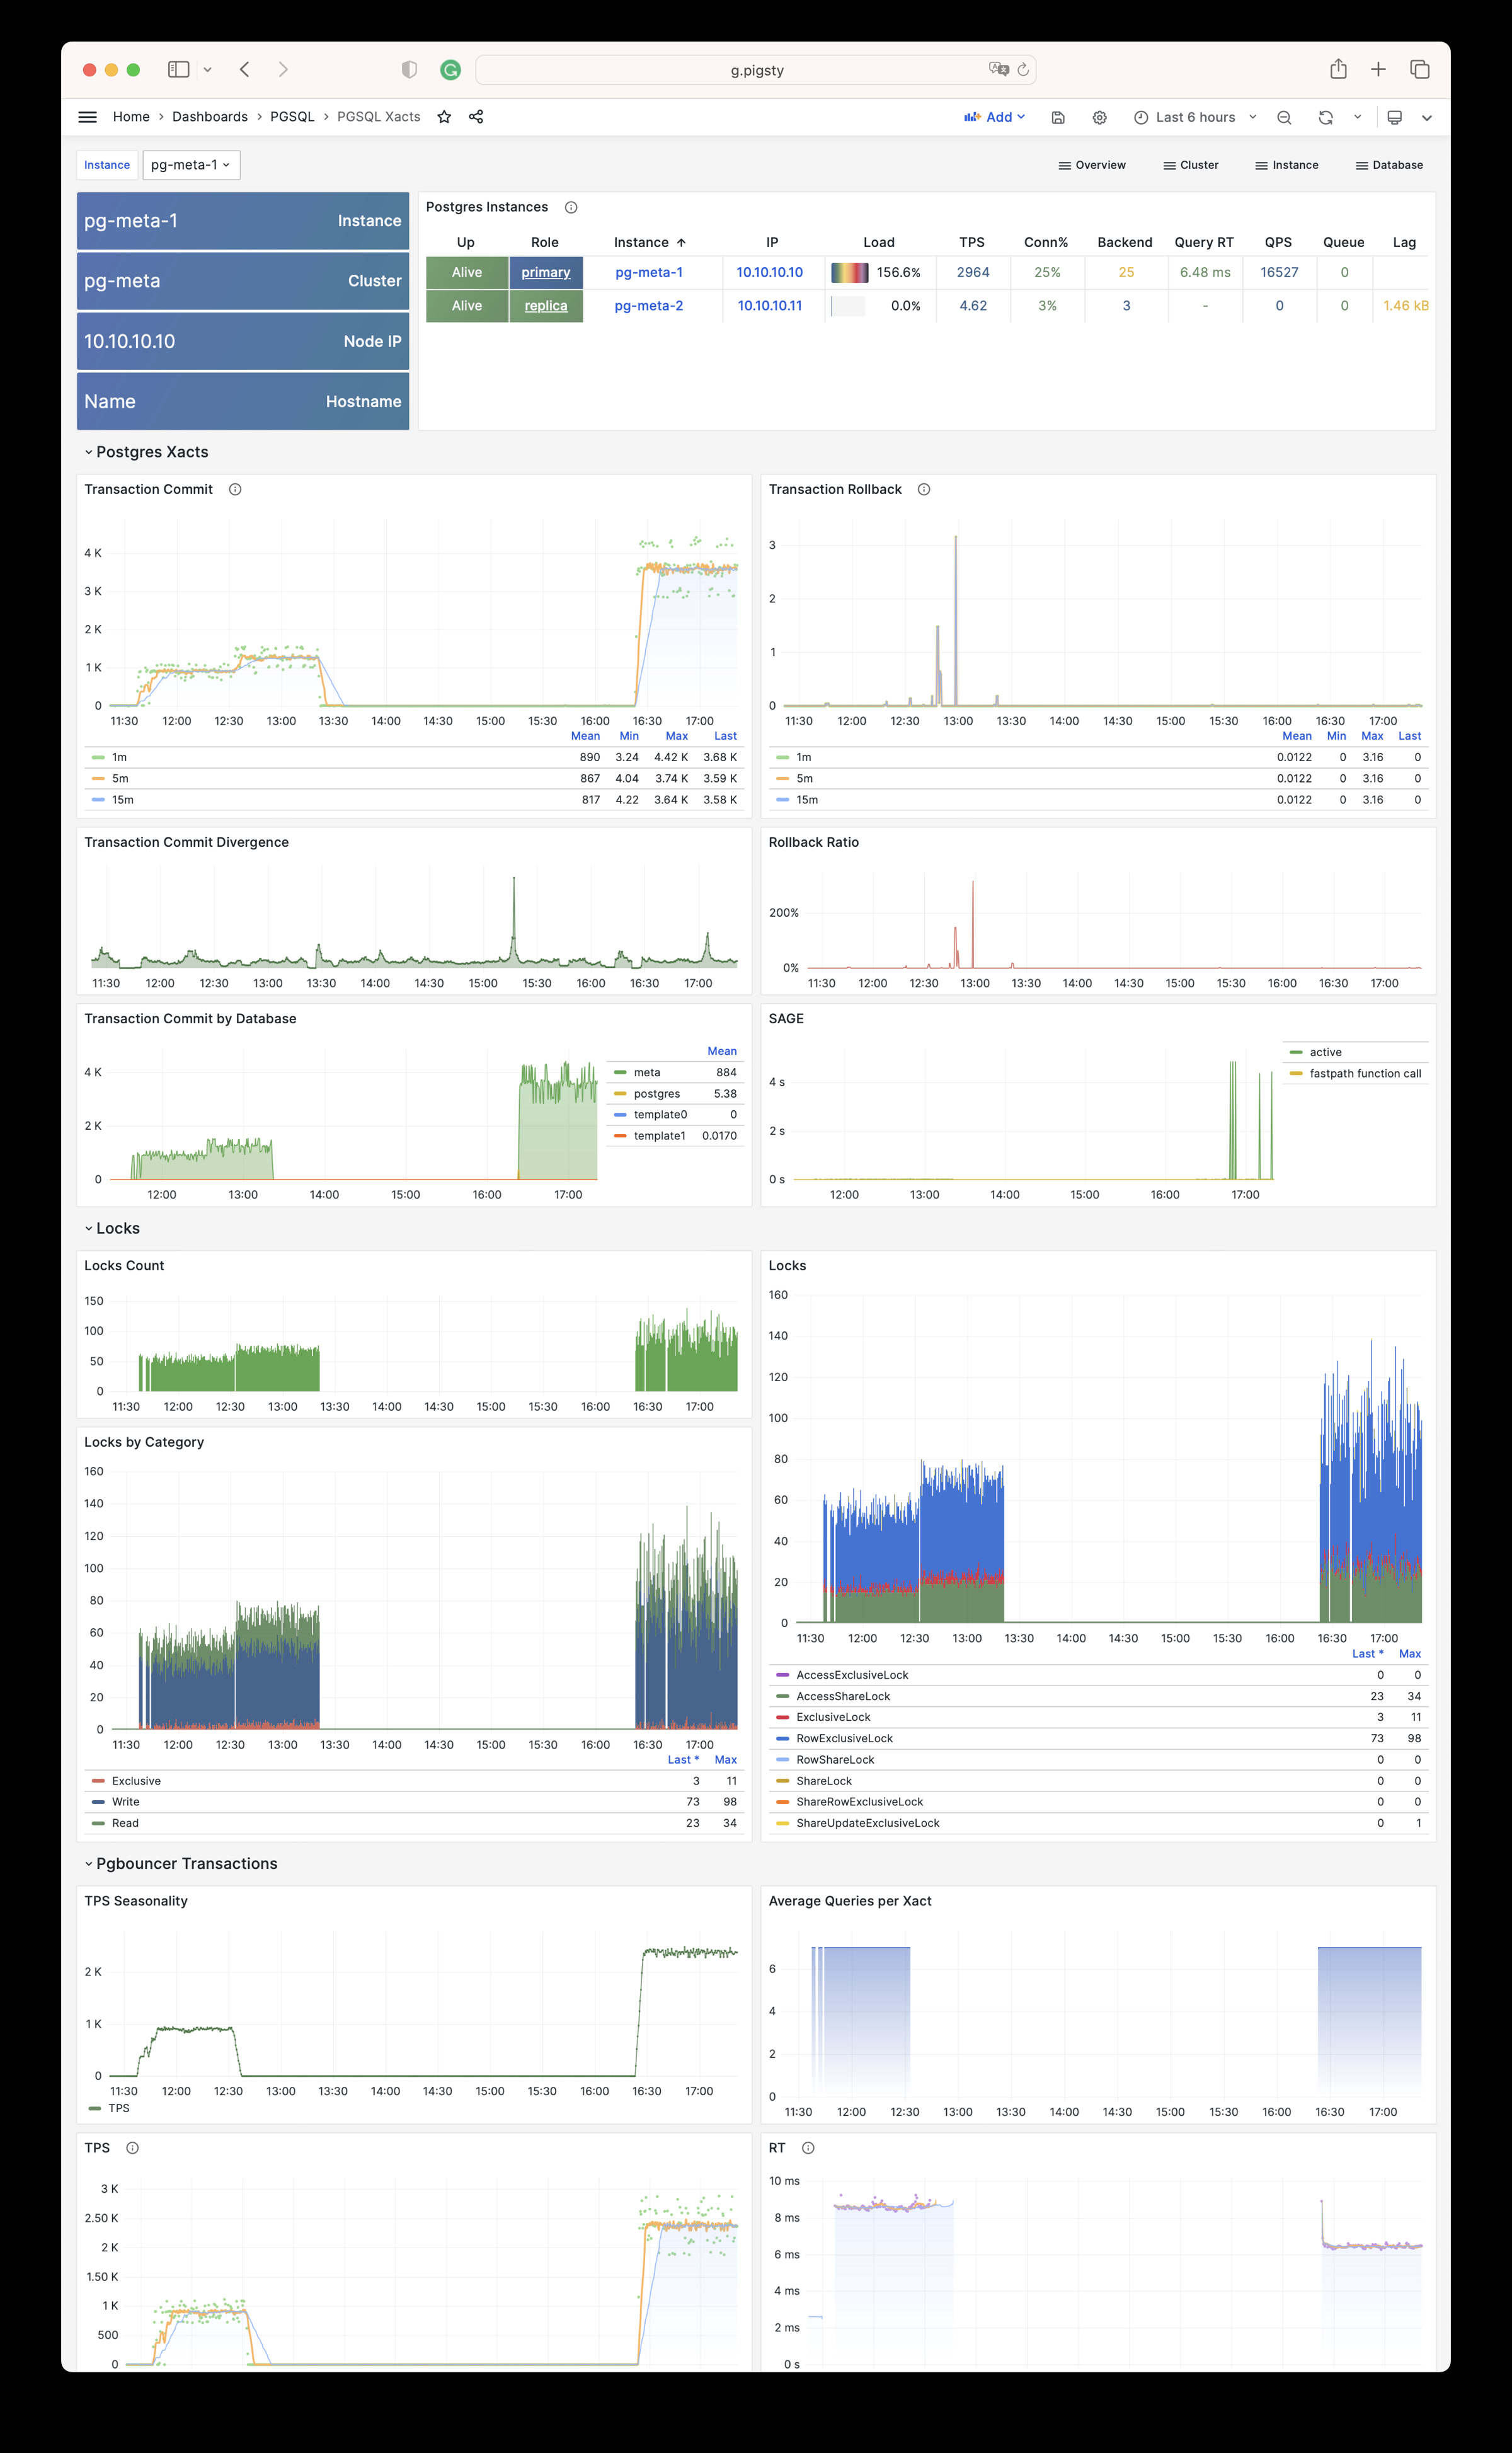 g.pigsty
Home > Dashboards > PGSQL > PGSQL Xacts
Add
Last 6 hours
Instance pg-meta-1
Overview Cluster Instance Database
pg-meta-1 Instance
pg-meta Cluster
10.10.10.10 Node IP
Name Hostname
Postgres Instances
Up Role Instance IP Load TPS Conn% Backend Query RT QPS Queue Lag
Alive primary pg-meta-1 10.10.10.10 156.6% 2964 25% 25 6.48 ms 16527 0
Alive replica pg-meta-2 10.10.10.11 0.0% 4.62 3% 3 - 0 0 1.46 kB
Postgres Xacts
Transaction Commit
4 K
3 K
2 K
1 K
0
11:30 12:00 12:30 13:00 13:30 14:00 14:30 15:00 15:30 16:00 16:30 17:00
Mean Min Max Last
1m 890 3.24 4.42 K 3.68 K
5m 867 4.04 3.74 K 3.59 K
15m 817 4.22 3.64 K 3.58 K
Transaction Rollback
3
2
1
0
11:30 12:00 12:30 13:00 13:30 14:00 14:30 15:00 15:30 16:00 16:30 17:00
Mean Min Max Last
1m 0.0122 0 3.16 0
5m 0.0122 0 3.16 0
15m 0.0122 0 3.16 0
Transaction Commit Divergence
11:30 12:00 12:30 13:00 13:30 14:00 14:30 15:00 15:30 16:00 16:30 17:00
Rollback Ratio
200%
0%
11:30 12:00 12:30 13:00 13:30 14:00 14:30 15:00 15:30 16:00 16:30 17:00
Transaction Commit by Database
4 K
2 K
0
12:00 13:00 14:00 15:00 16:00 17:00
Mean
meta 884
postgres 5.38
template0 0
template1 0.0170
SAGE
4 s
2 s
0 s
12:00 13:00 14:00 15:00 16:00 17:00
active
fastpath function call
Locks
Locks Count
150
100
50
0
11:30 12:00 12:30 13:00 13:30 14:00 14:30 15:00 15:30 16:00 16:30 17:00
Locks by Category
160
140
120
100
80
60
40
20
0
11:30 12:00 12:30 13:00 13:30 14:00 14:30 15:00 15:30 16:00 16:30 17:00
Last * Max
Exclusive 3 11
Write 73 98
Read 23 34
Locks
160
140
120
100
80
60
40
20
0
11:30 12:00 12:30 13:00 13:30 14:00 14:30 15:00 15:30 16:00 16:30 17:00
Last * Max
AccessExclusiveLock 0 0
AccessShareLock 23 34
ExclusiveLock 3 11
RowExclusiveLock 73 98
RowShareLock 0 0
ShareLock 0 0
ShareRowExclusiveLock 0 0
ShareUpdateExclusiveLock 0 1
Pgbouncer Transactions
TPS Seasonality
2 K
1 K
0
11:30 12:00 12:30 13:00 13:30 14:00 14:30 15:00 15:30 16:00 16:30 17:00
TPS
Average Queries per Xact
6
4
2
0
11:30 12:00 12:30 13:00 13:30 14:00 14:30 15:00 15:30 16:00 16:30 17:00
TPS
3 K
2.50 K
2 K
1.50 K
1 K
500
0
RT
10 ms
8 ms
6 ms
4 ms
2 ms
0 s